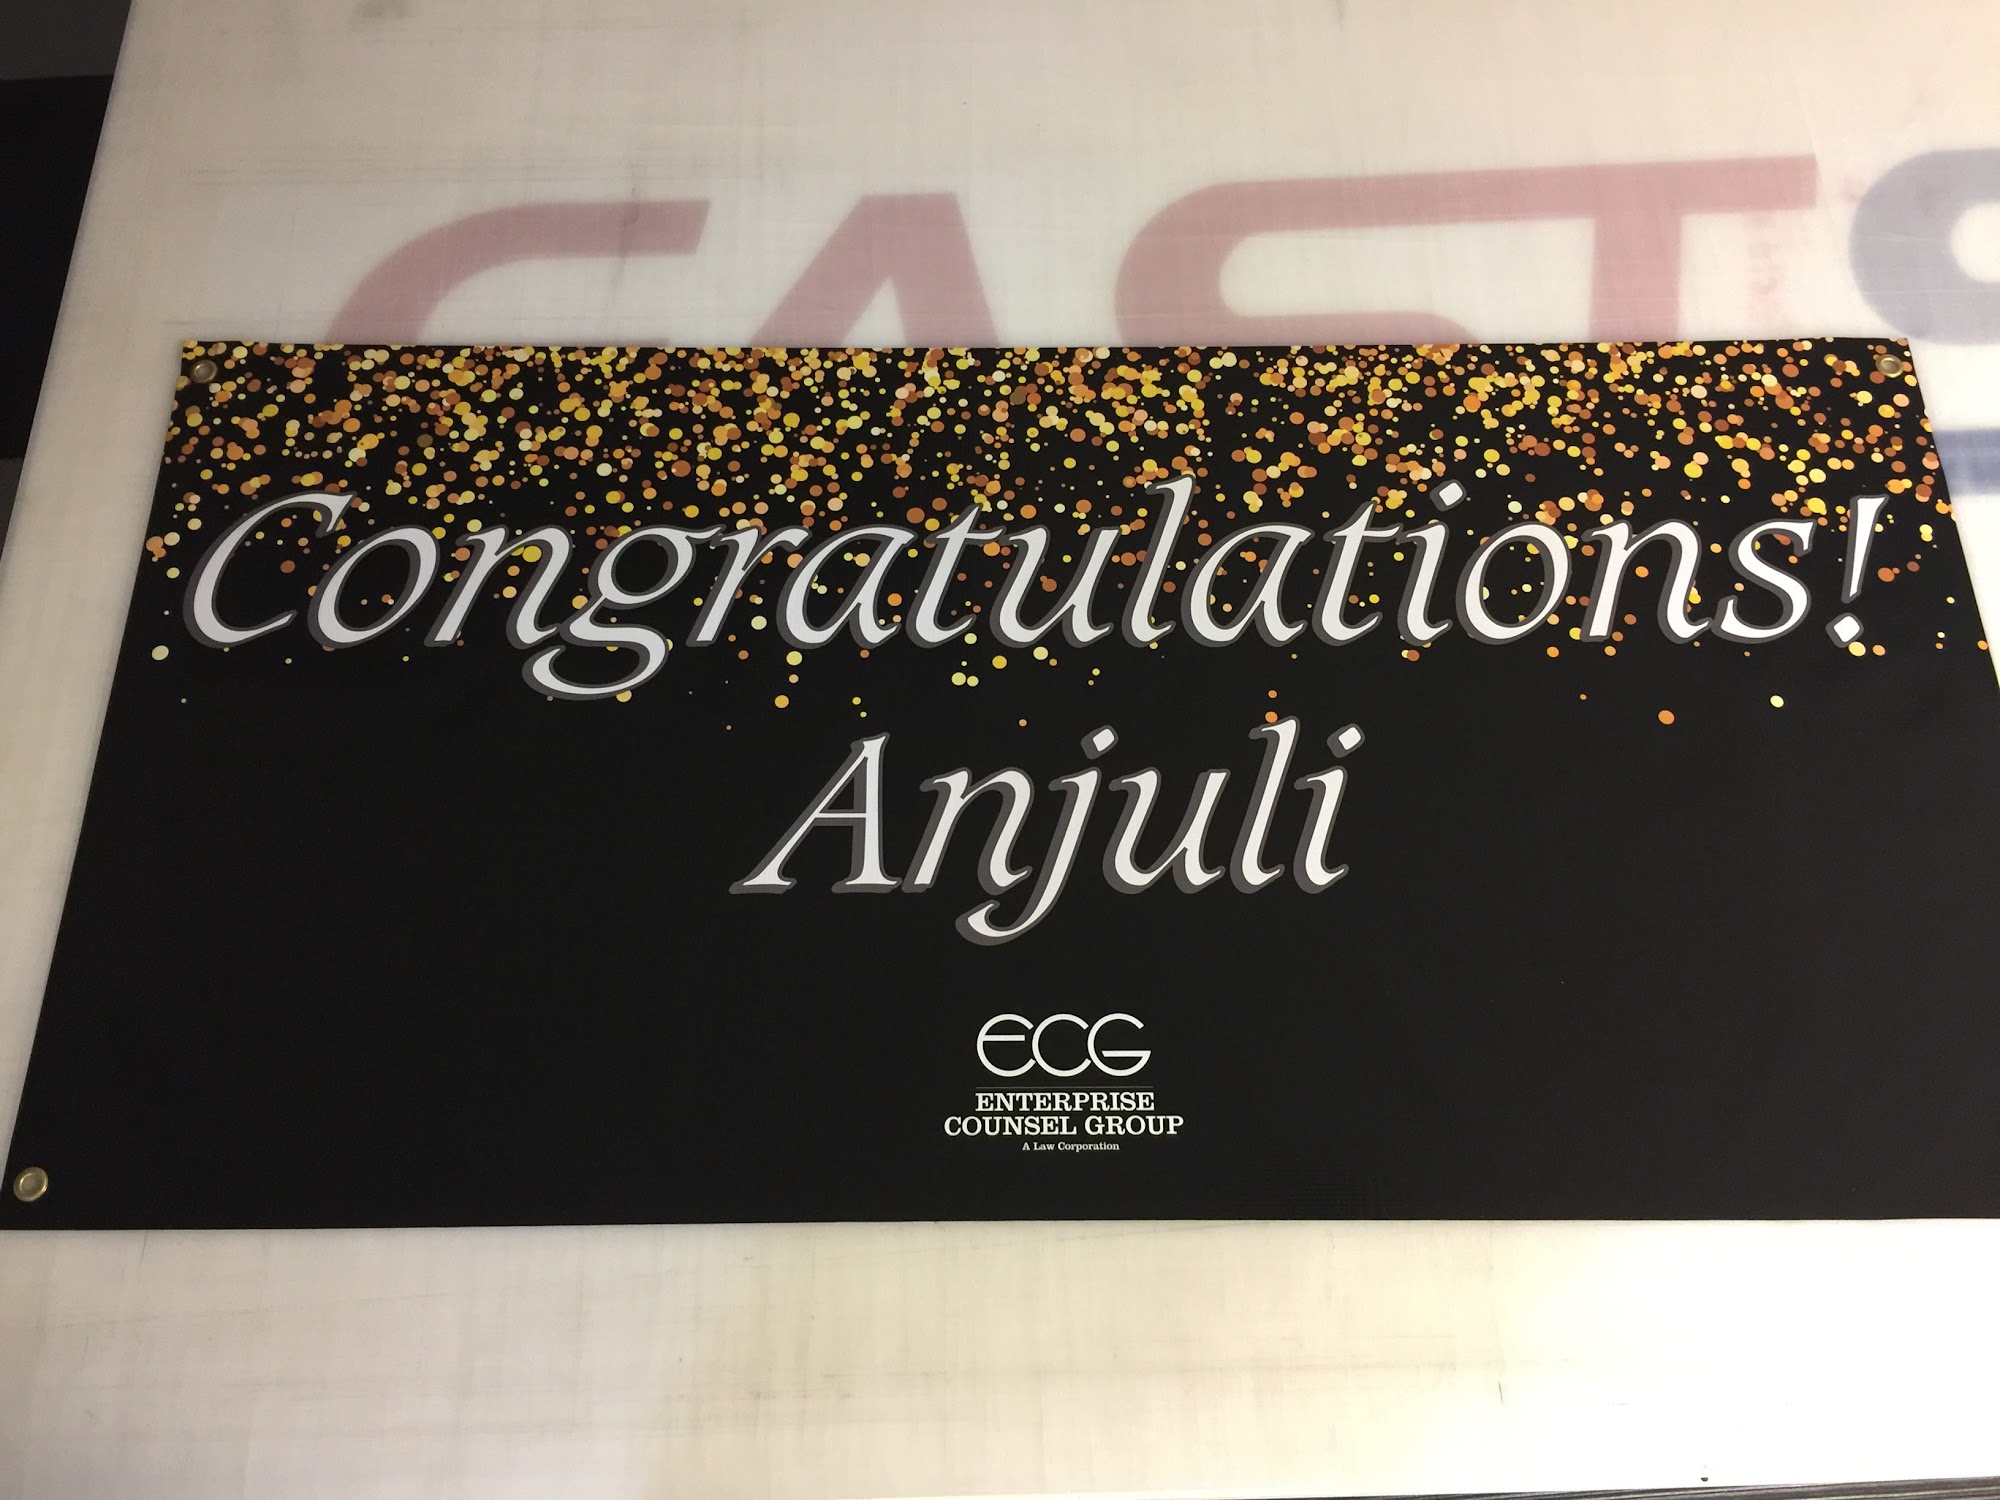 Congratulations!
Anjuli
ECG
ENTERPRISE
COUNSEL GROUP
A Law Corporation